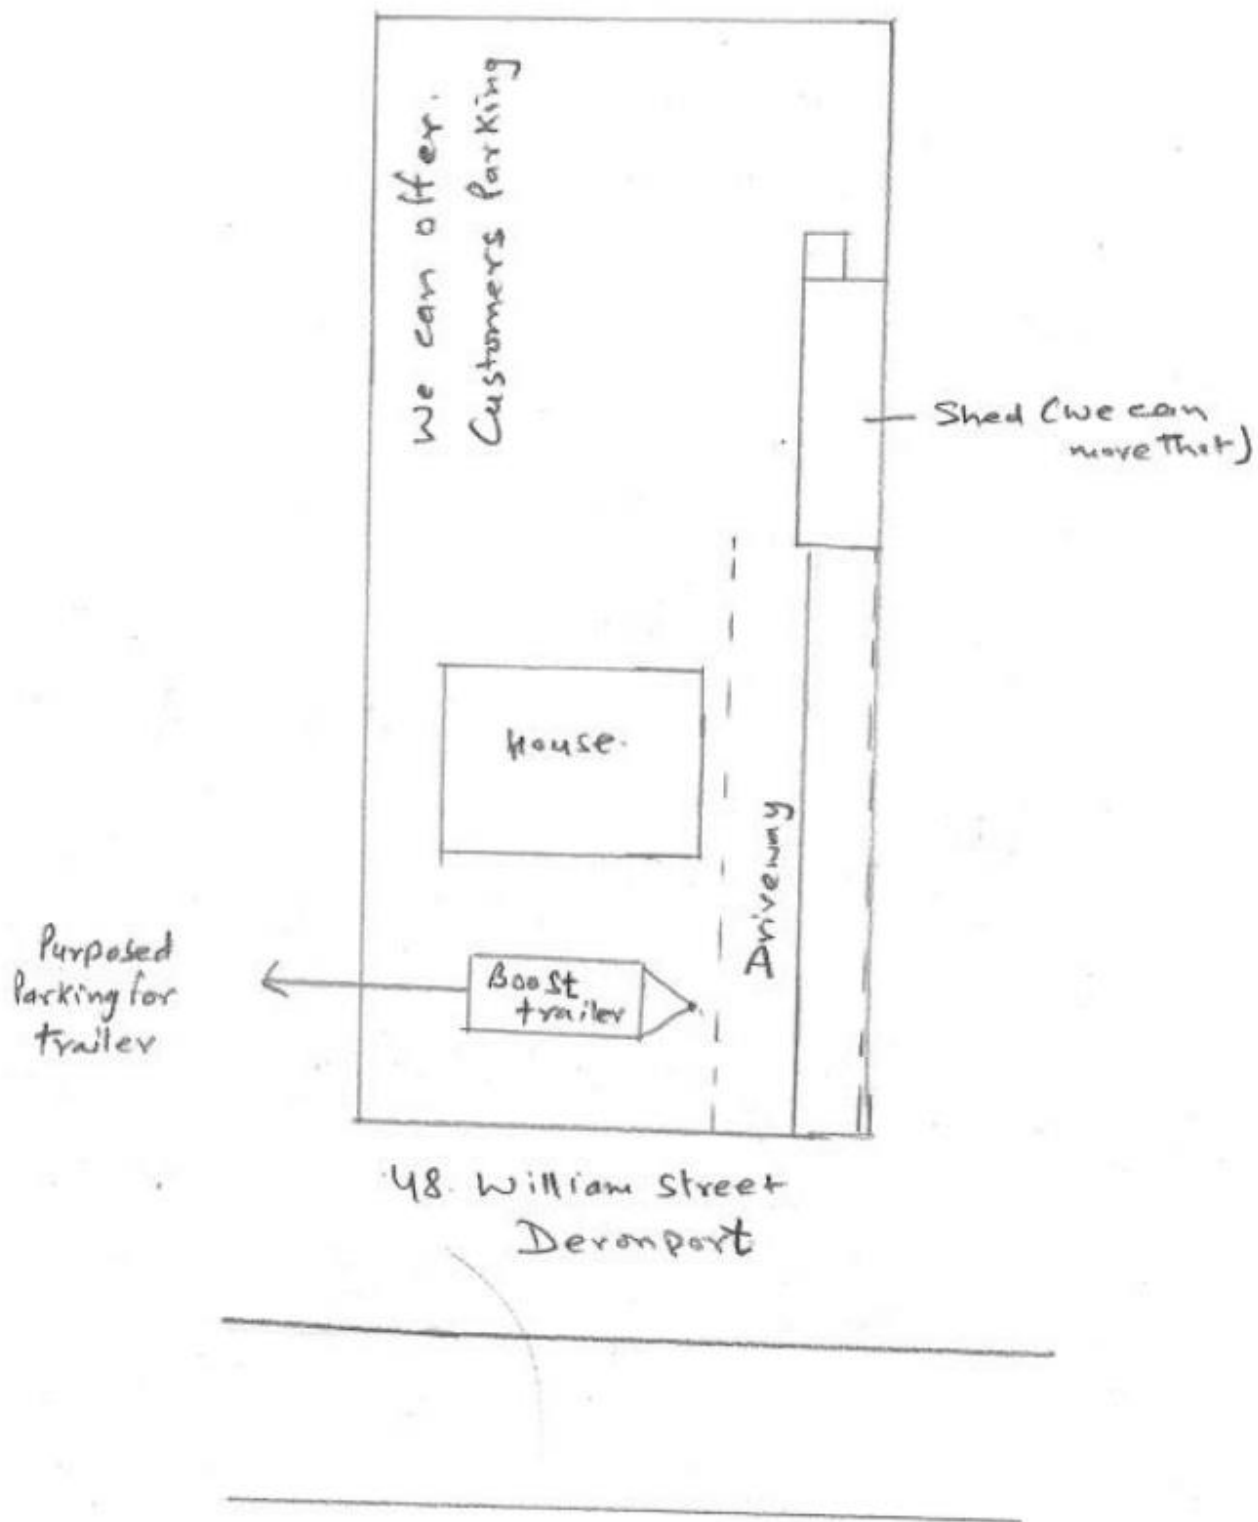 We can offer.
Customers Parking
Shed (we can
move that)
House.
Driveway
Purposed
Parking for
trailer
Boost
trailer
48. William Street
Devonport